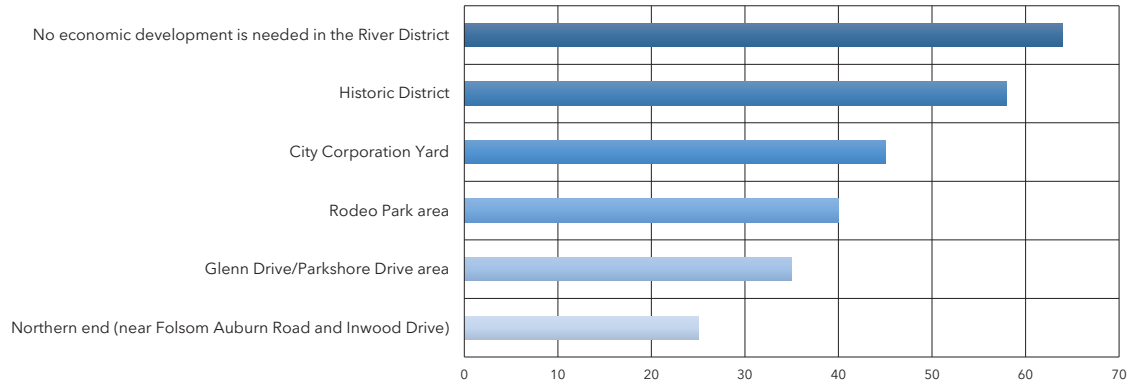 No economic development is needed in the River District
Historic District
City Corporation Yard
Rodeo Park area
Glenn Drive/Parkshore Drive area
Northern end (near Folsom Auburn Road and Inwood Drive)
0 10 20 30 40 50 60 70